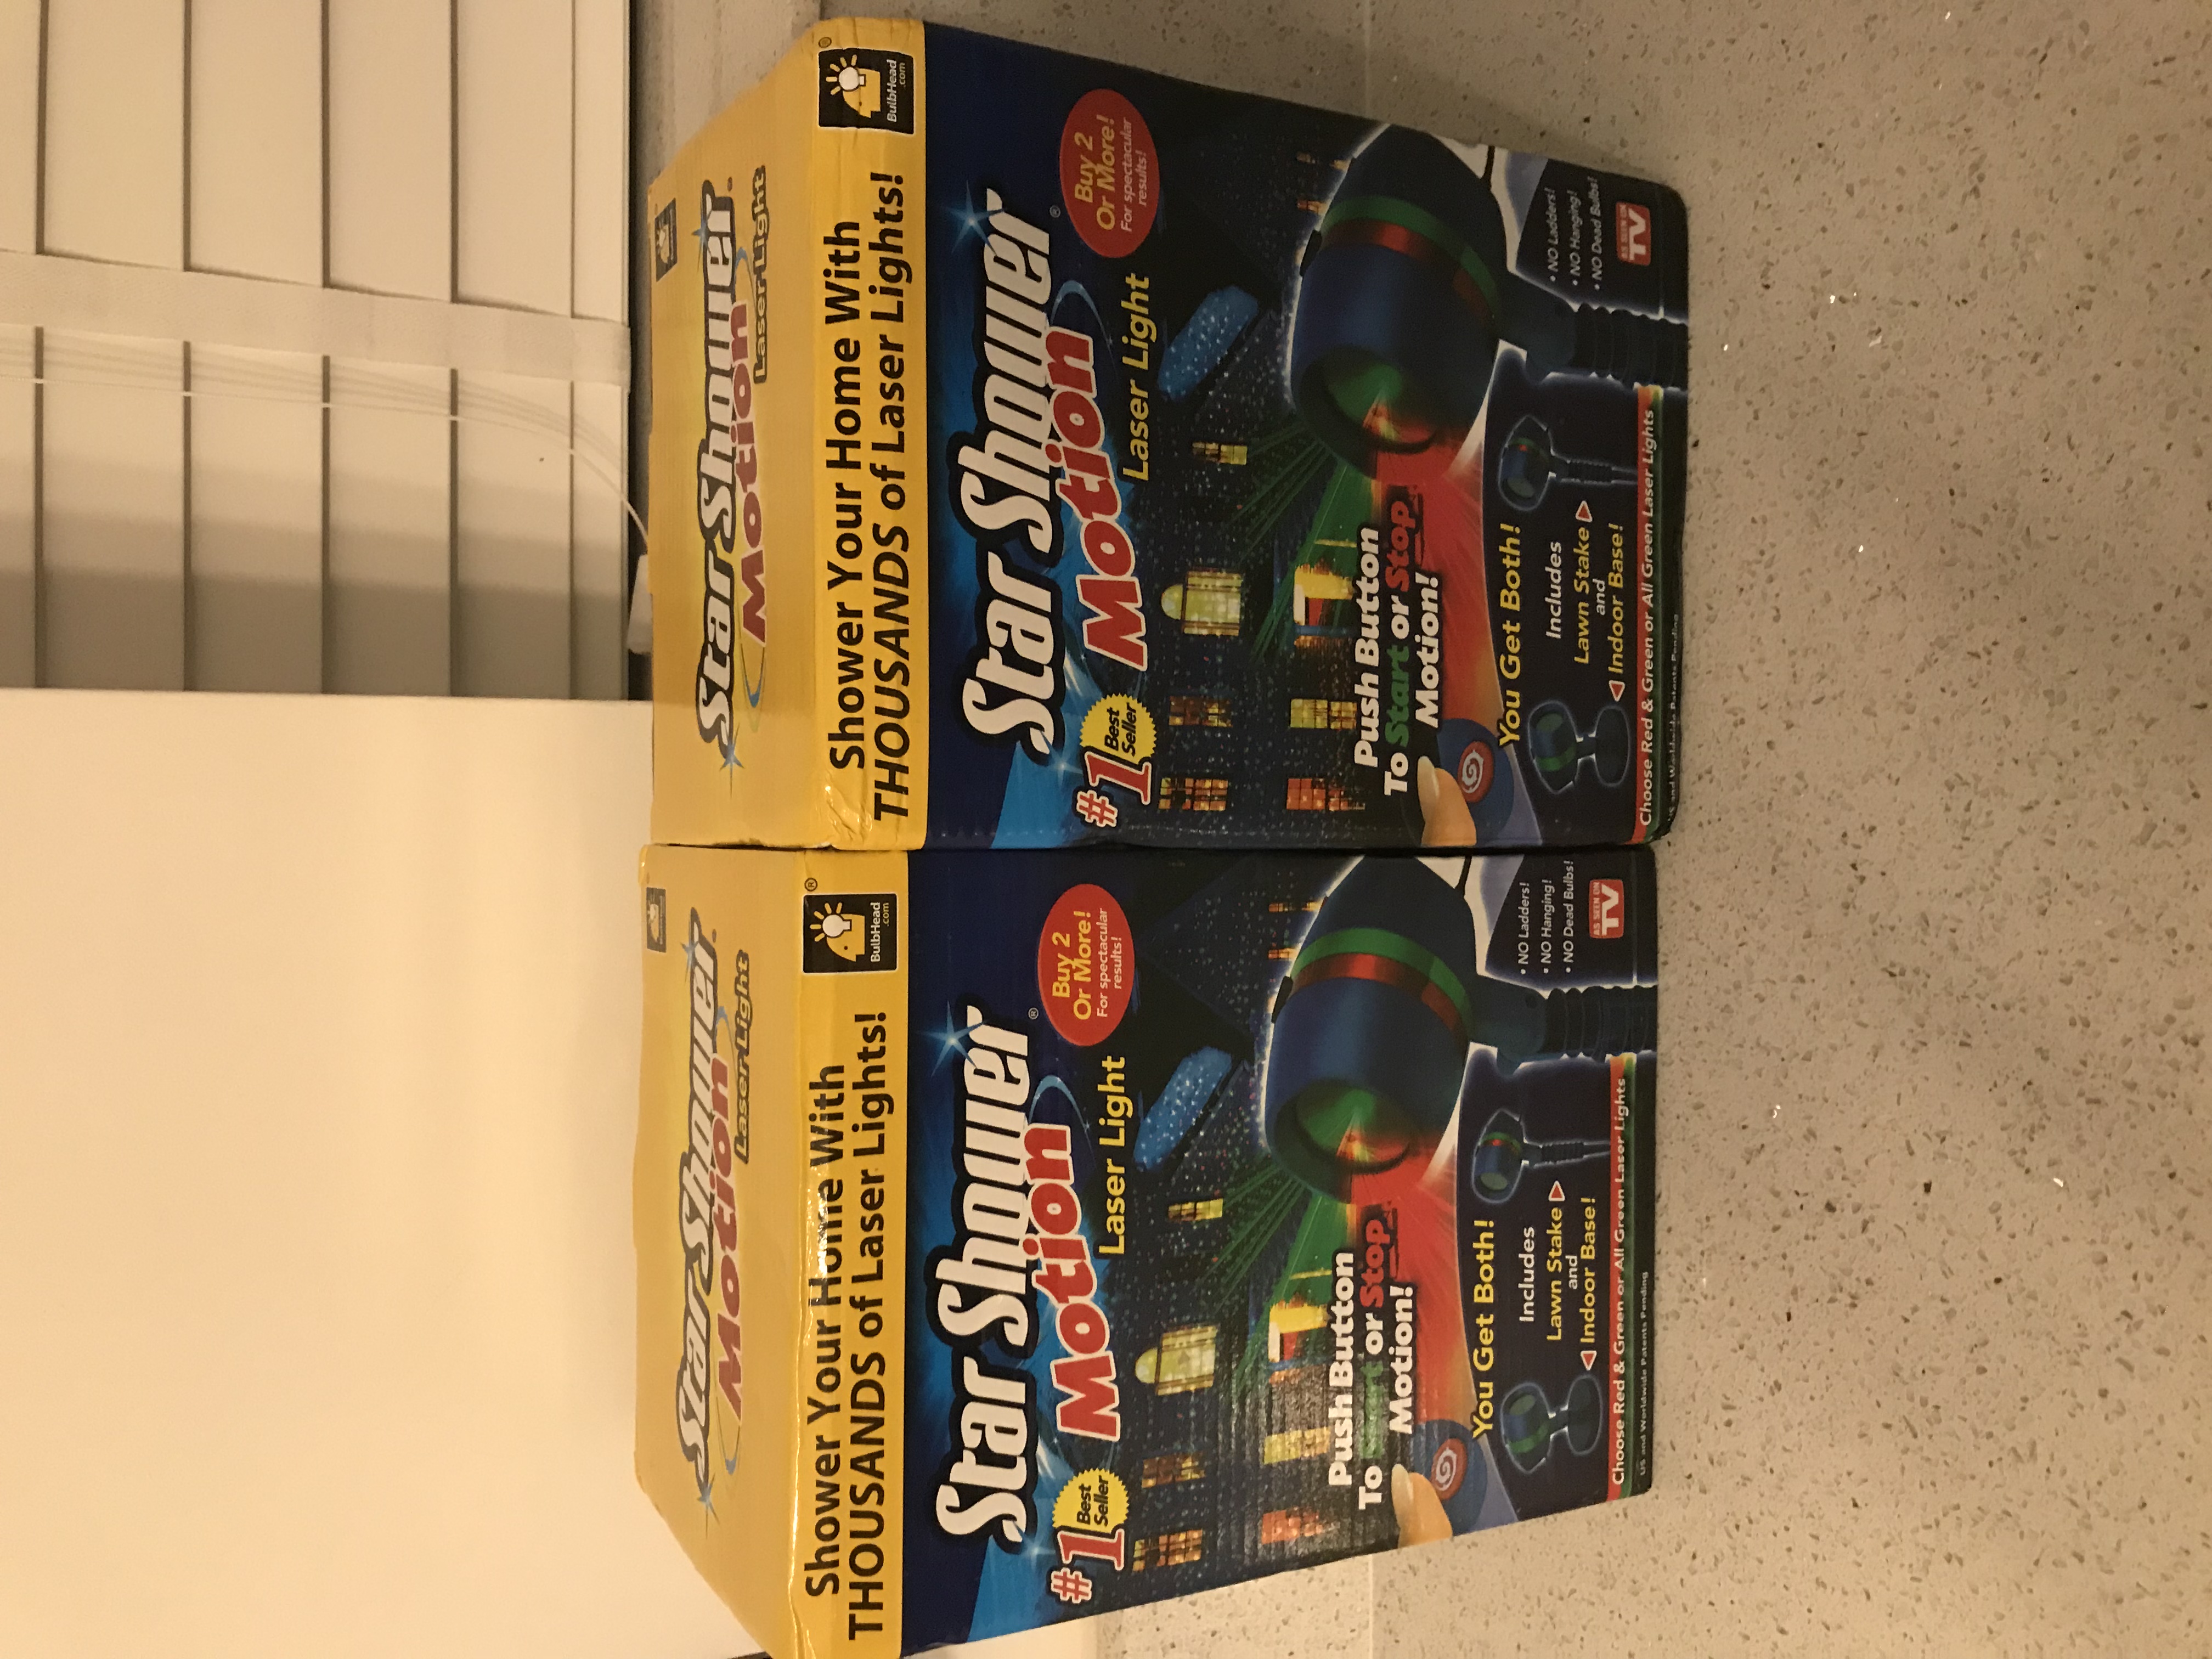 Star Shower
Motion
Laser Light
Shower Your Home With
THOUSANDS of Laser Lights!
BulbHead
.com
®
Star Shower
®
Motion
Laser Light
#1
Best
Seller
Buy 2
Or More!
For spectacular
results!
Push Button
To Start or Stop
Motion!
You Get Both!
Includes
Lawn Stake
and
Indoor Base!
• NO Ladders!
• NO Hanging!
• NO Dead Bulbs!
AS SEEN ON
TV
Choose Red & Green or All Green Laser Lights
US and Worldwide Patents Pending
Star Shower
Motion
Laser Light
Shower Your Home With
THOUSANDS of Laser Lights!
BulbHead
.com
®
Star Shower
®
Motion
Laser Light
#1
Best
Seller
Buy 2
Or More!
For spectacular
results!
Push Button
To Start or Stop
Motion!
You Get Both!
Includes
Lawn Stake
and
Indoor Base!
• NO Ladders!
• NO Hanging!
• NO Dead Bulbs!
AS SEEN ON
TV
Choose Red & Green or All Green Laser Lights
US and Worldwide Patents Pending